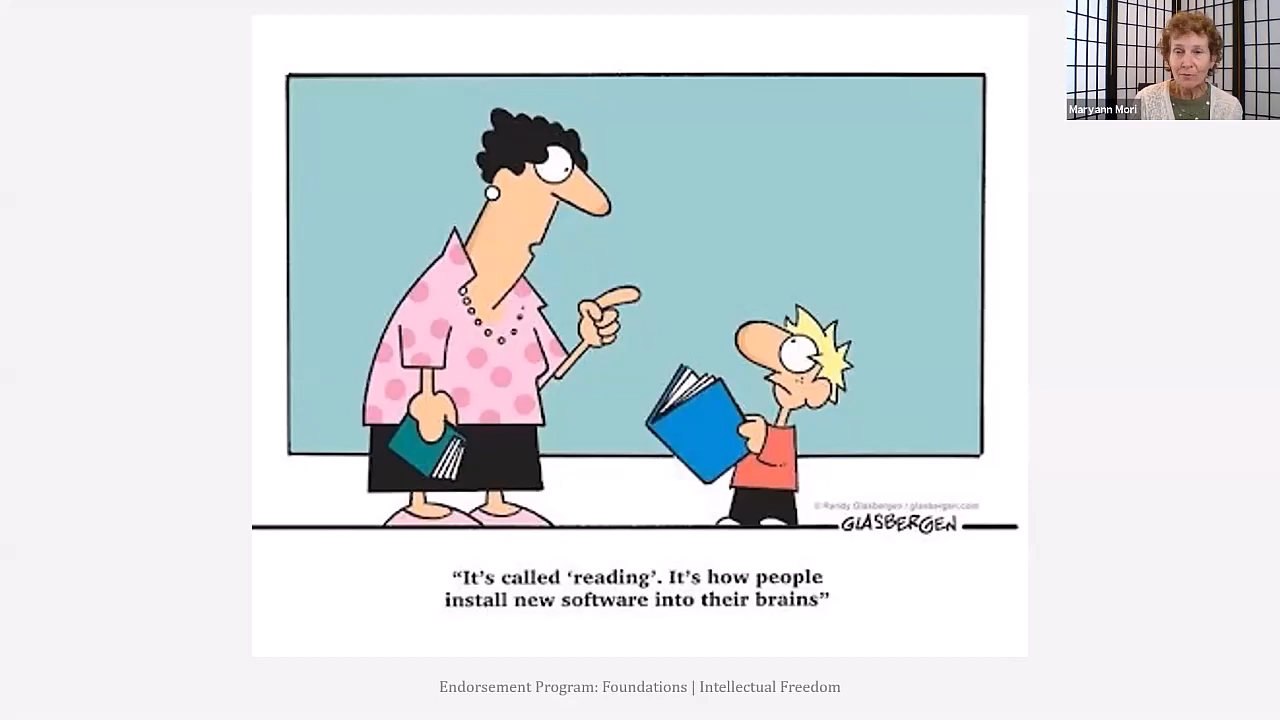 Maryann Mori
© Randy Glasbergen / glasbergen.com
GLASBERGEN
“It’s called ‘reading’. It’s how people
install new software into their brains”
Endorsement Program: Foundations | Intellectual Freedom